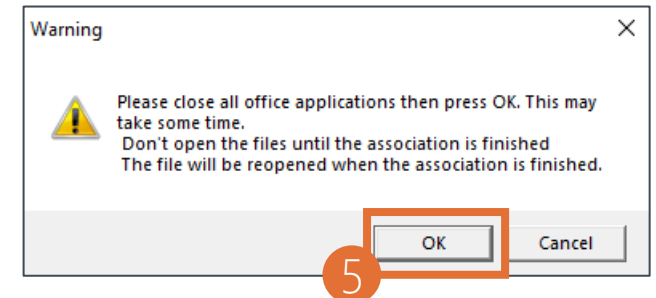 Warning
Please close all office applications then press OK. This may
take some time.
Don't open the files until the association is finished
The file will be reopened when the association is finished.
OK
Cancel
5